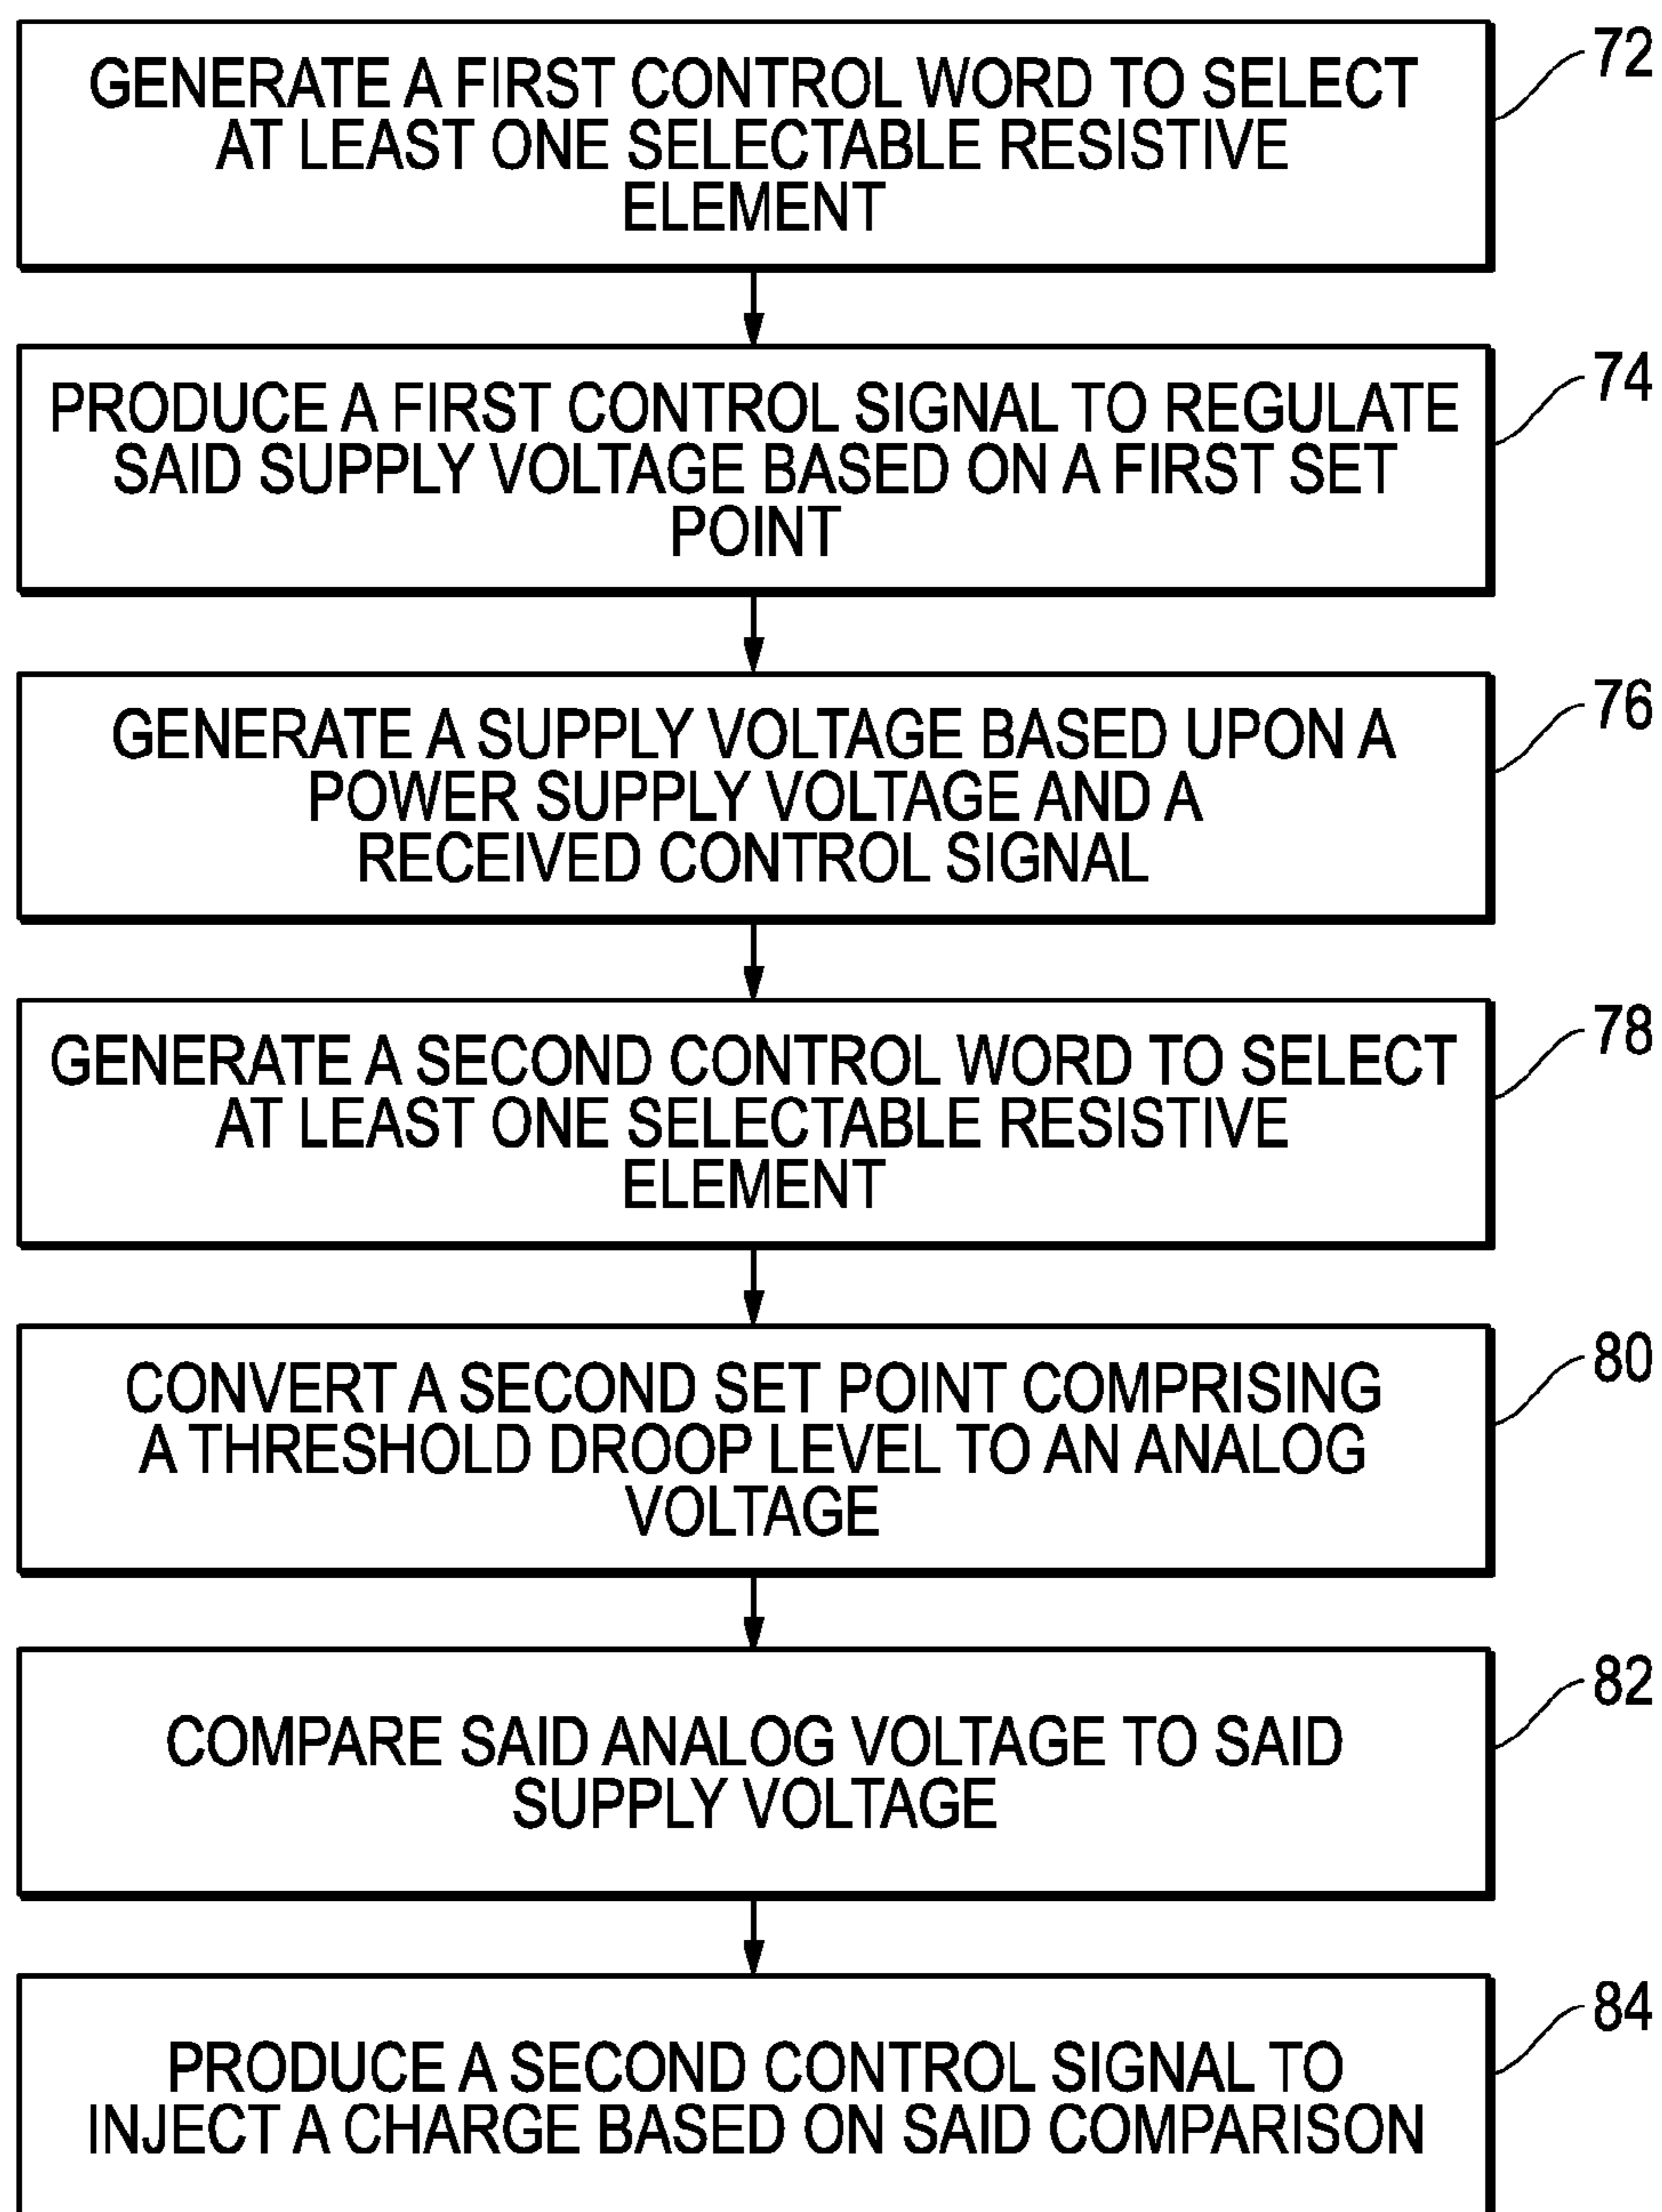 GENERATE A FIRST CONTROL WORD TO SELECT
AT LEAST ONE SELECTABLE RESISTIVE
ELEMENT
72
PRODUCE A FIRST CONTROL SIGNAL TO REGULATE
SAID SUPPLY VOLTAGE BASED ON A FIRST SET
POINT
74
GENERATE A SUPPLY VOLTAGE BASED UPON A
POWER SUPPLY VOLTAGE AND A
RECEIVED CONTROL SIGNAL
76
GENERATE A SECOND CONTROL WORD TO SELECT
AT LEAST ONE SELECTABLE RESISTIVE
ELEMENT
78
CONVERT A SECOND SET POINT COMPRISING
A THRESHOLD DROOP LEVEL TO AN ANALOG
VOLTAGE
80
COMPARE SAID ANALOG VOLTAGE TO SAID
SUPPLY VOLTAGE
82
PRODUCE A SECOND CONTROL SIGNAL TO
INJECT A CHARGE BASED ON SAID COMPARISON
84